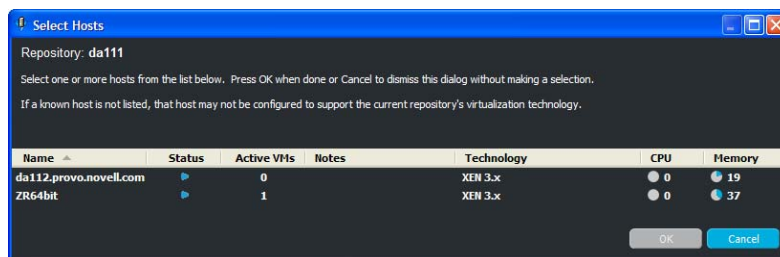 Select Hosts
Repository: da111
Select one or more hosts from the list below. Press OK when done or Cancel to dismiss this dialog without making a selection.
If a known host is not listed, that host may not be configured to support the current repository's virtualization technology.
Name Status Active VMs Notes Technology CPU Memory
da112.provo.novell.com 0 XEN 3.x 0 19
ZR64bit 1 XEN 3.x 0 37
OK Cancel